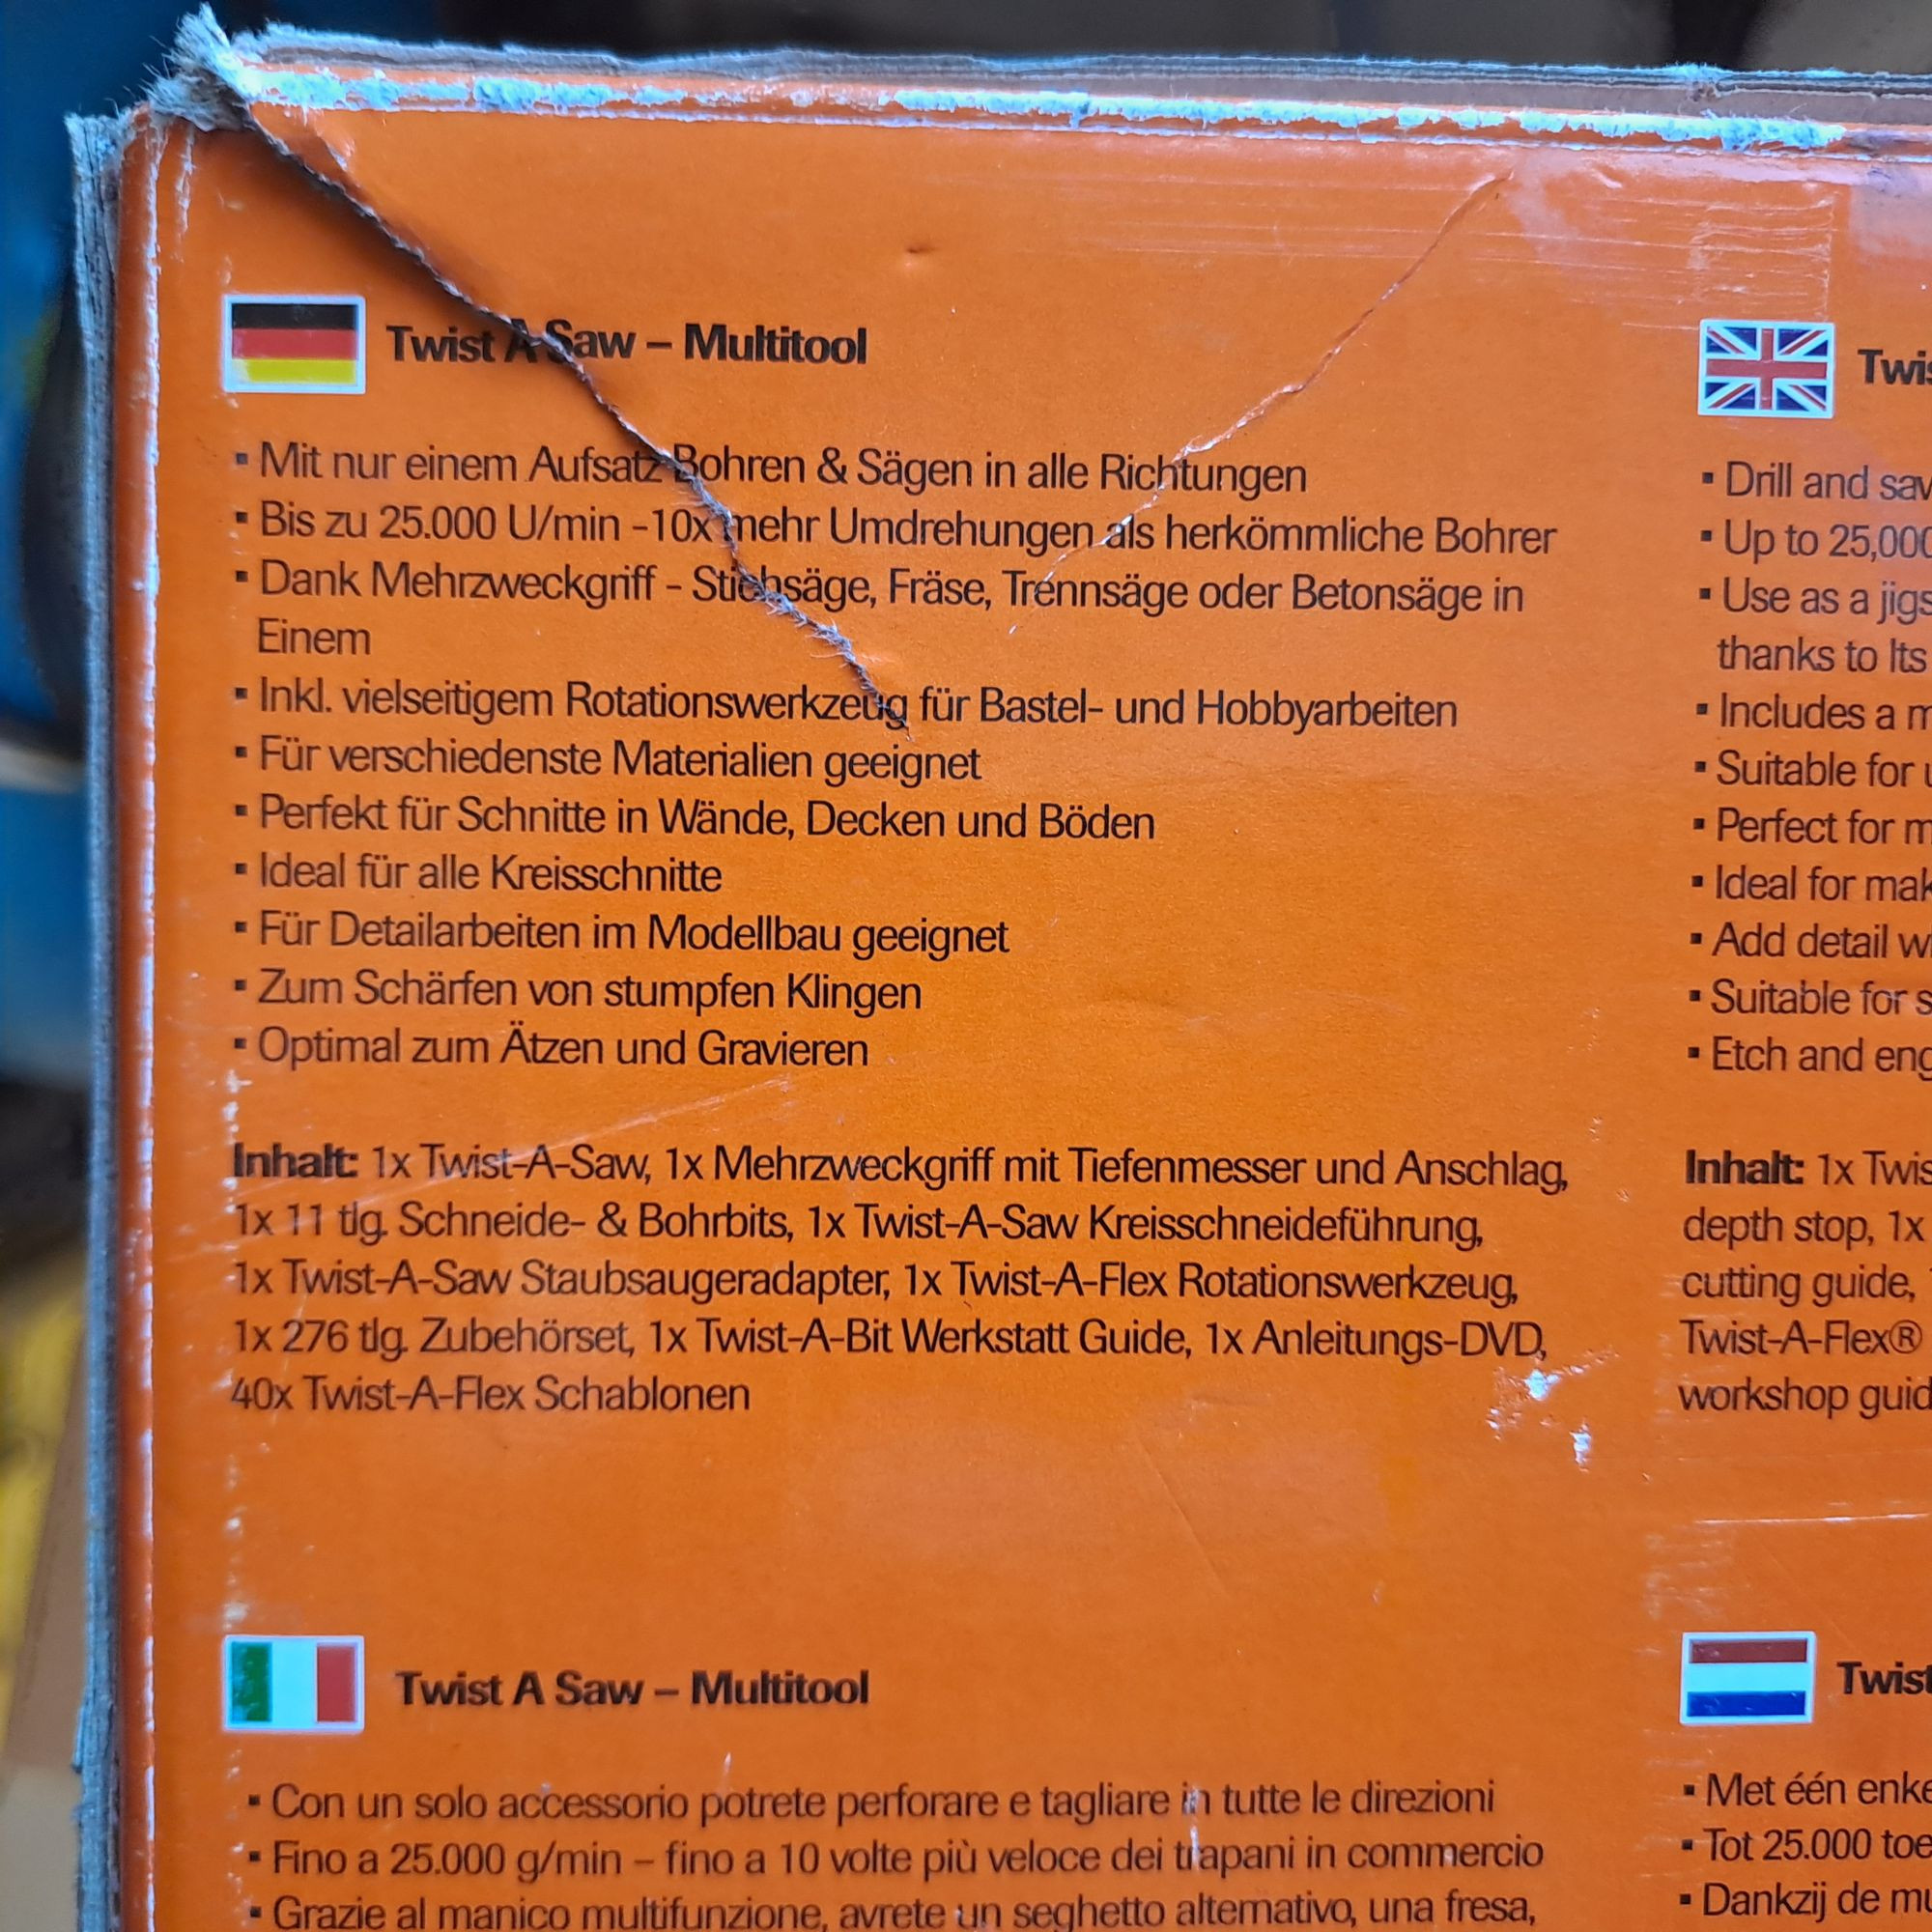 Twist A Saw – Multitool
▪ Mit nur einem Aufsatz Bohren & Sägen in alle Richtungen
▪ Bis zu 25.000 U/min -10x mehr Umdrehungen als herkömmliche Bohrer
▪ Dank Mehrzweckgriff - Stichsäge, Fräse, Trennsäge oder Betonsäge in
Einem
▪ Inkl. vielseitigem Rotationswerkzeug für Bastel- und Hobbyarbeiten
▪ Für verschiedenste Materialien geeignet
▪ Perfekt für Schnitte in Wände, Decken und Böden
▪ Ideal für alle Kreisschnitte
▪ Für Detailarbeiten im Modellbau geeignet
▪ Zum Schärfen von stumpfen Klingen
▪ Optimal zum Ätzen und Gravieren
Inhalt: 1x Twist-A-Saw, 1x Mehrzweckgriff mit Tiefenmesser und Anschlag,
1x 11 tlg. Schneide- & Bohrbits, 1x Twist-A-Saw Kreisschneideführung,
1x Twist-A-Saw Staubsaugeradapter, 1x Twist-A-Flex Rotationswerkzeug,
1x 276 tlg. Zubehörset, 1x Twist-A-Bit Werkstatt Guide, 1x Anleitungs-DVD,
40x Twist-A-Flex Schablonen
Twis
▪ Drill and sav
▪ Up to 25,000
▪ Use as a jigs
thanks to Its
▪ Includes a m
▪ Suitable for u
▪ Perfect for m
▪ Ideal for mak
▪ Add detail w
▪ Suitable for s
▪ Etch and eng
Inhalt: 1x Twis
depth stop, 1x
cutting guide,
Twist-A-Flex®
workshop guid
Twist A Saw – Multitool
▪ Con un solo accessorio potrete perforare e tagliare in tutte le direzioni
▪ Fino a 25.000 g/min – fino a 10 volte più veloce dei trapani in commercio
▪ Grazie al manico multifunzione, avrete un seghetto alternativo, una fresa,
Twist
▪ Met één enke
▪ Tot 25.000 toe
▪ Dankzij de mu